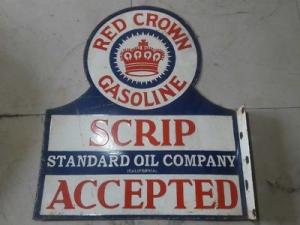 RED CROWN
GASOLINE
SCRIP
STANDARD OIL COMPANY
(CALIFORNIA)
ACCEPTED